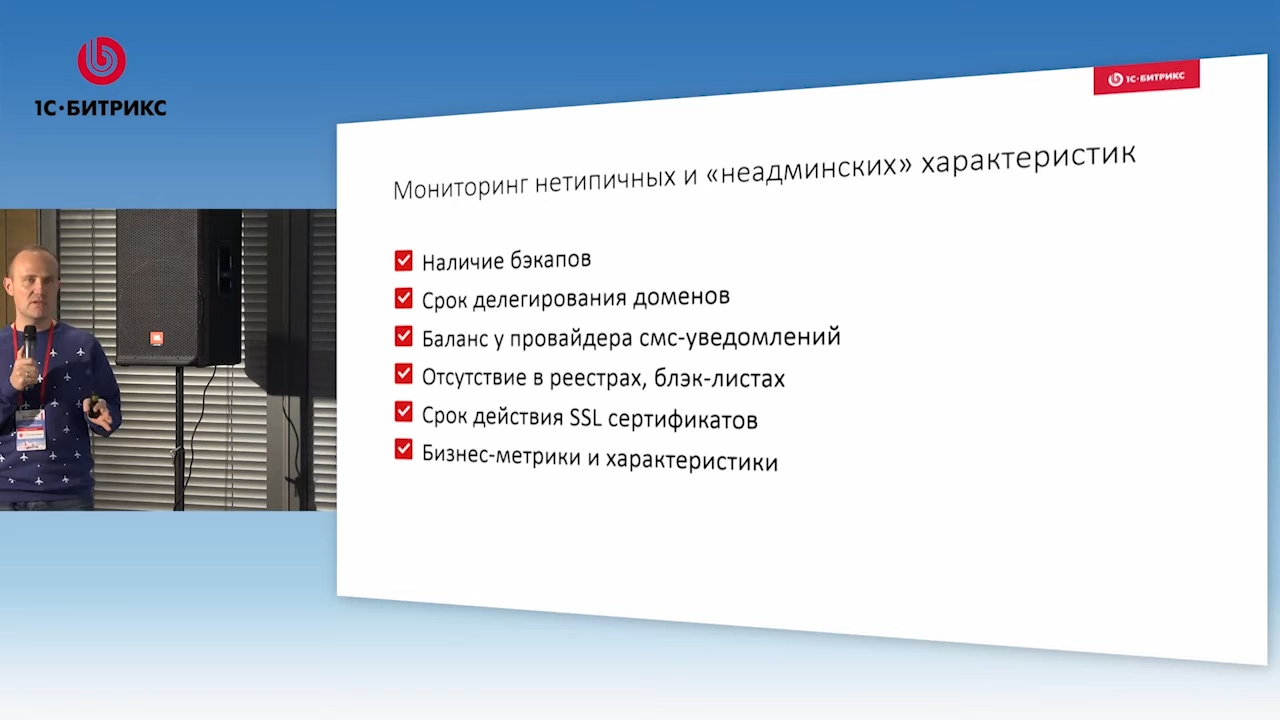 1С·БИТРИКС
1С·БИТРИКС
Мониторинг нетипичных и «неадминских» характеристик
Наличие бэкапов
Срок делегирования доменов
Баланс у провайдера смс-уведомлений
Отсутствие в реестрах, блэк-листах
Срок действия SSL сертификатов
Бизнес-метрики и характеристики